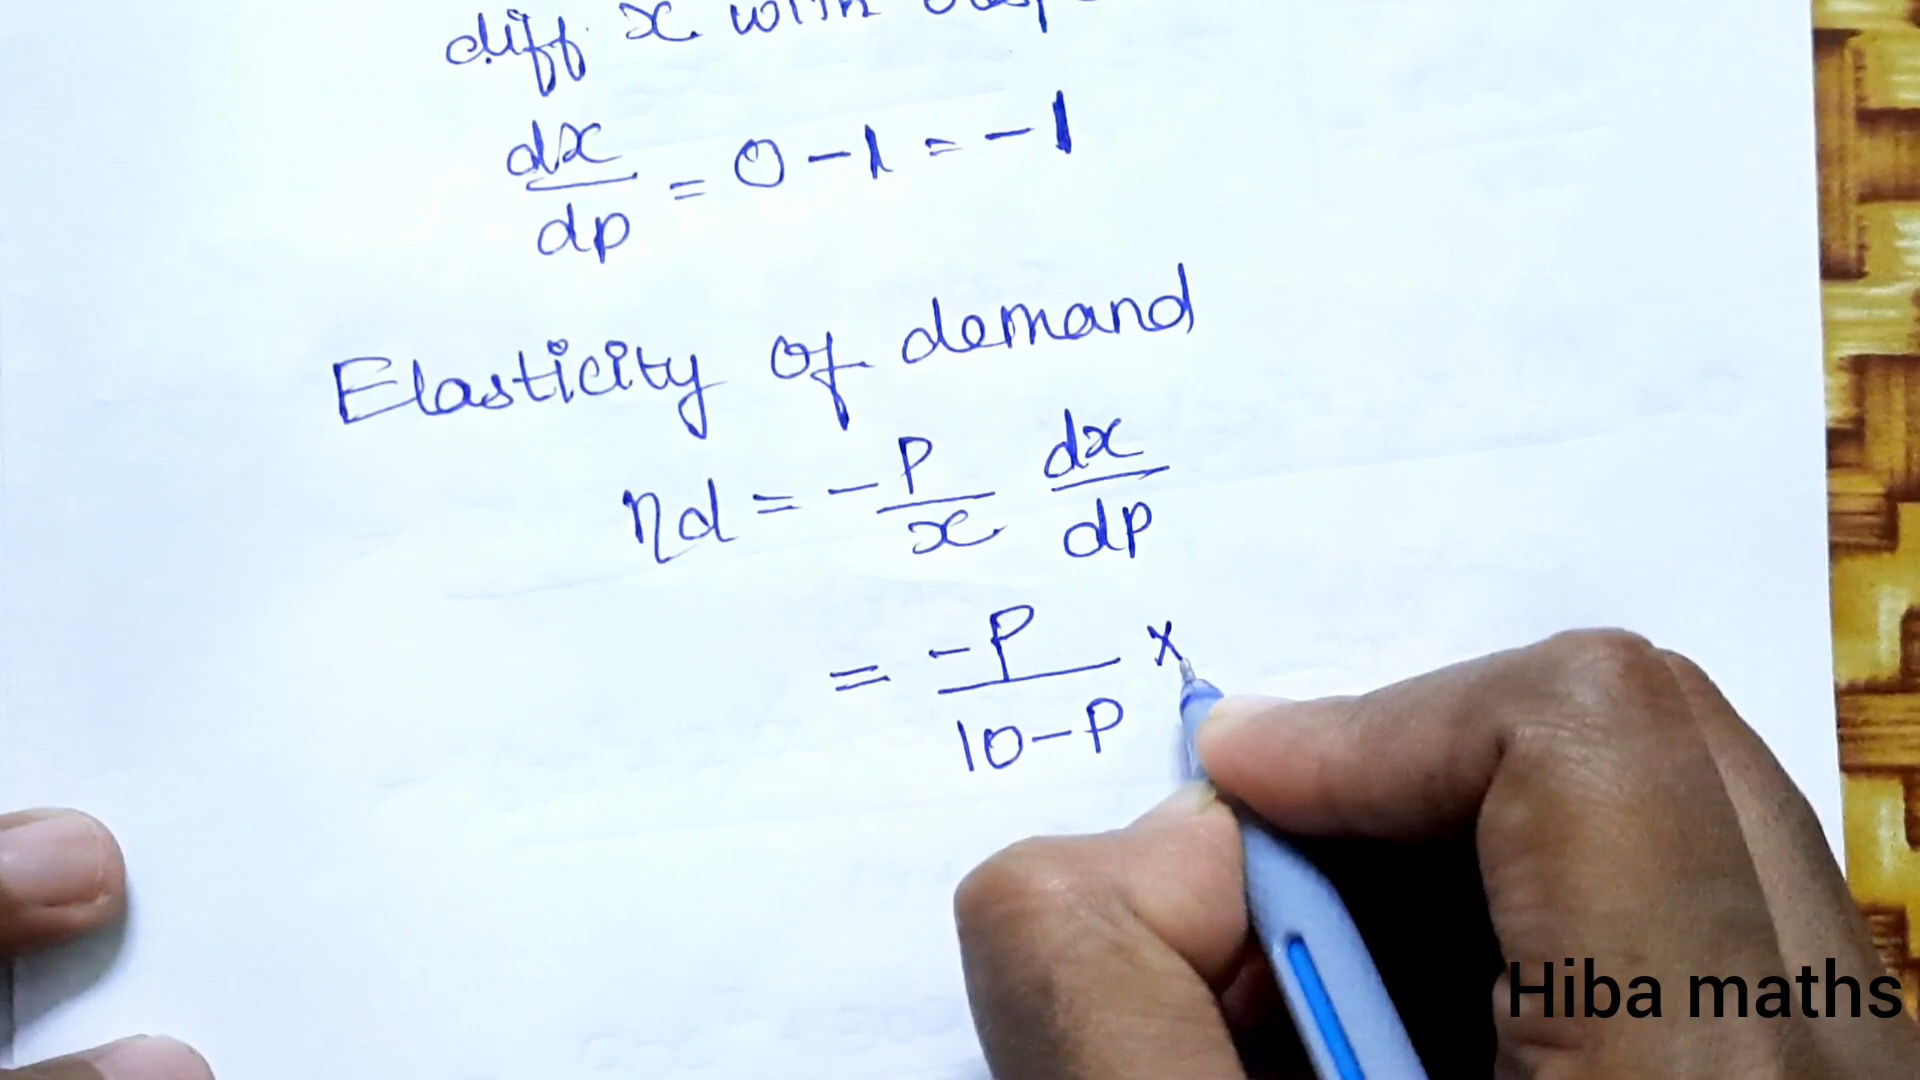 diff. x with
dx/dp = 0 - 1 = -1
Elasticity of demand
ηd = -p/x dx/dp
= -P/10-P ×
Hiba maths